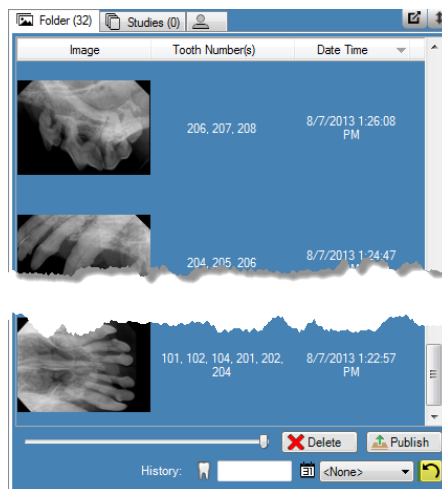 Folder (32) Studies (0)
Image Tooth Number(s) Date Time
206, 207, 208 8/7/2013 1:26:08
PM
204, 205, 206 8/7/2013 1:24:47
101, 102, 104, 201, 202,
204
8/7/2013 1:22:57
PM
Delete Publish
History: <None>